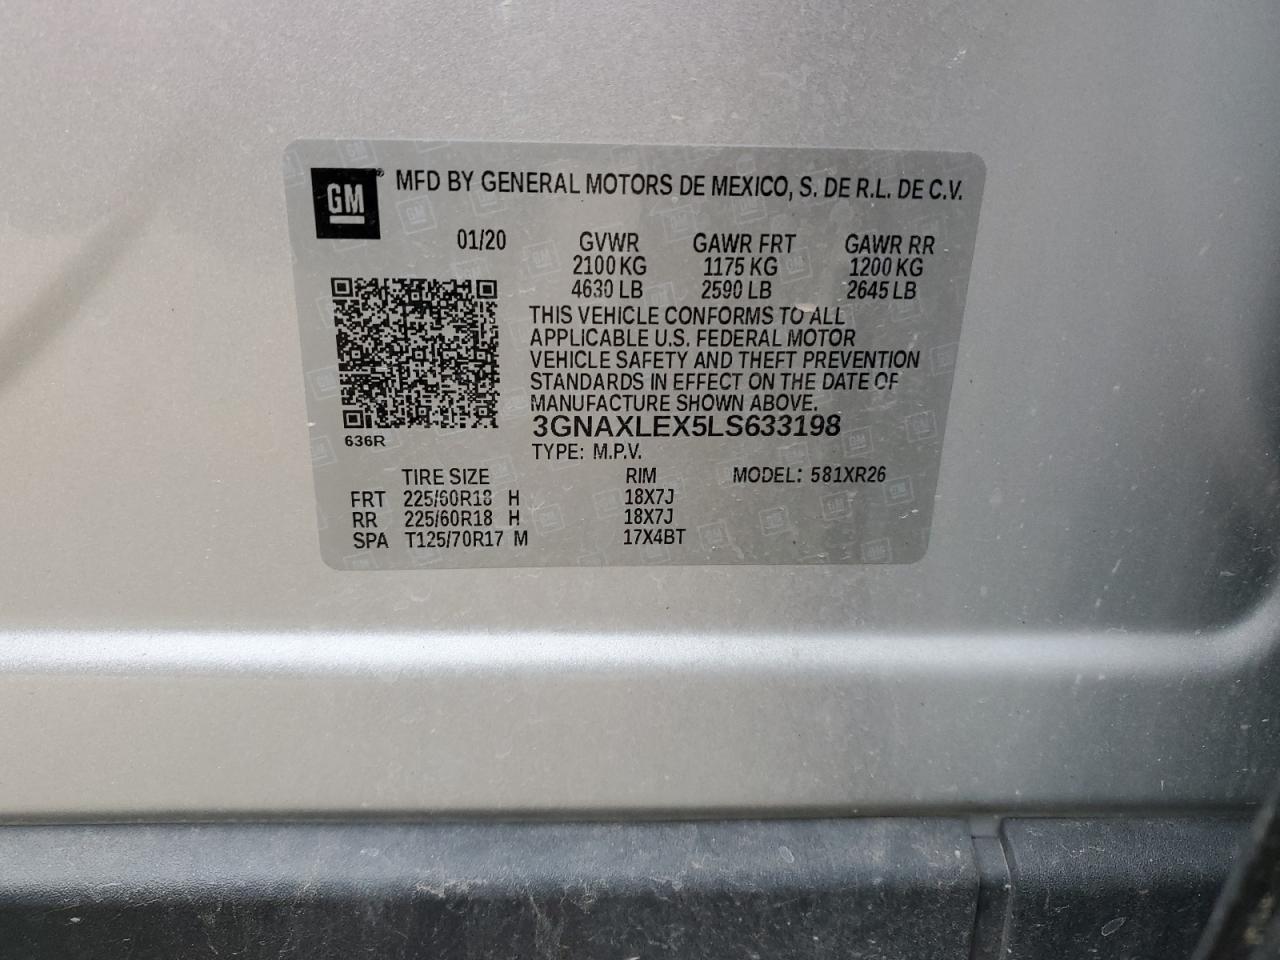 GM ® MFD BY GENERAL MOTORS DE MEXICO, S. DE R.L. DE C.V.
01/20 GVWR GAWR FRT GAWR RR
2100 KG 1175 KG 1200 KG
4630 LB 2590 LB 2645 LB
THIS VEHICLE CONFORMS TO ALL
APPLICABLE U.S. FEDERAL MOTOR
VEHICLE SAFETY AND THEFT PREVENTION
STANDARDS IN EFFECT ON THE DATE OF
MANUFACTURE SHOWN ABOVE.
3GNAXLEX5LS633198
636R
TYPE: M.P.V.
TIRE SIZE RIM MODEL: 581XR26
FRT 225/60R18 H 18X7J
RR 225/60R18 H 18X7J
SPA T125/70R17 M 17X4BT